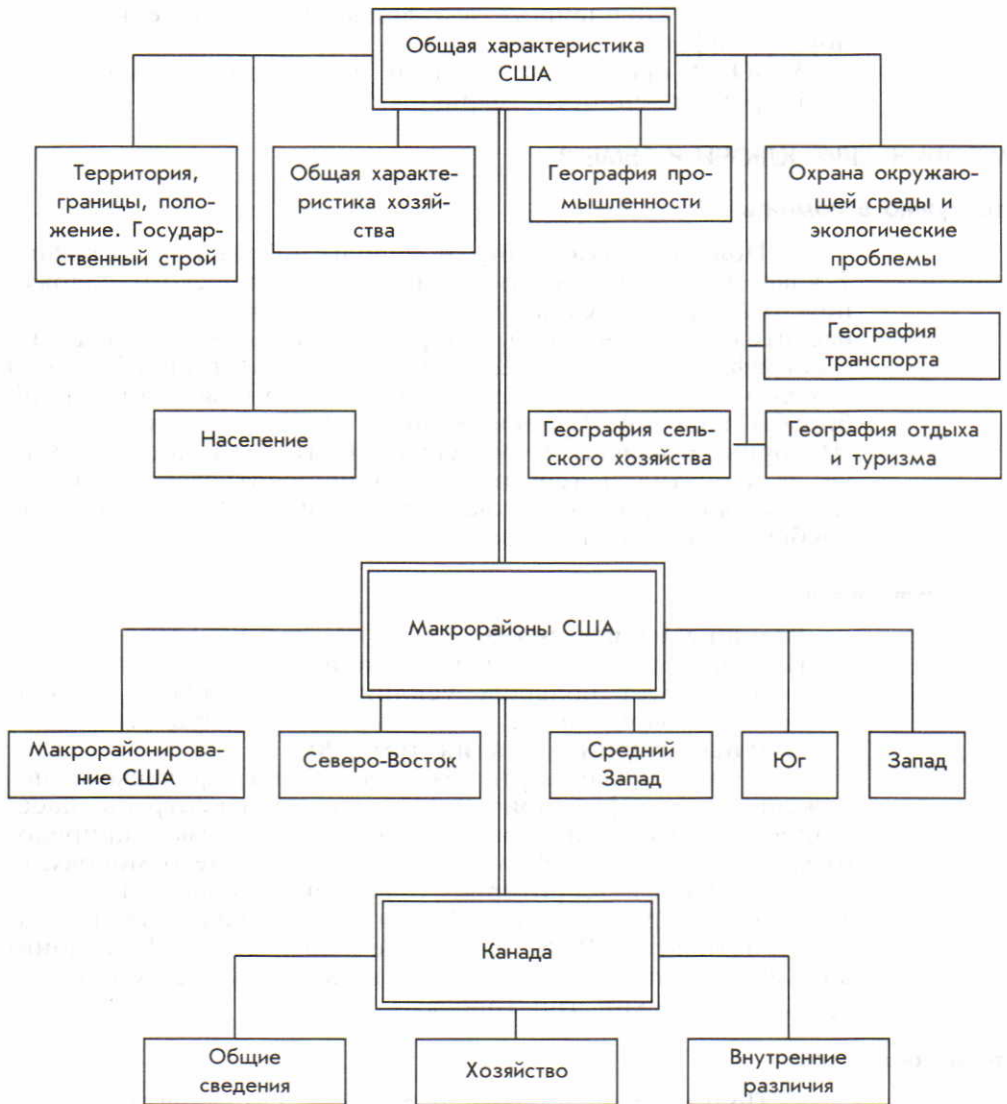 Общая характеристика
США
Территория,
границы, поло-
жение. Государ-
ственный строй
Общая характе-
ристика хозяй-
ства
География про-
мышленности
Охрана окружаю-
щей среды и
экологические
проблемы
География
транспорта
Население
География сель-
ского хозяйства
География отдыха
и туризма
Макрорайоны США
Макрорайонирова-
ние США
Северо-Восток
Средний
Запад
Юг
Запад
Канада
Общие
сведения
Хозяйство
Внутренние
различия